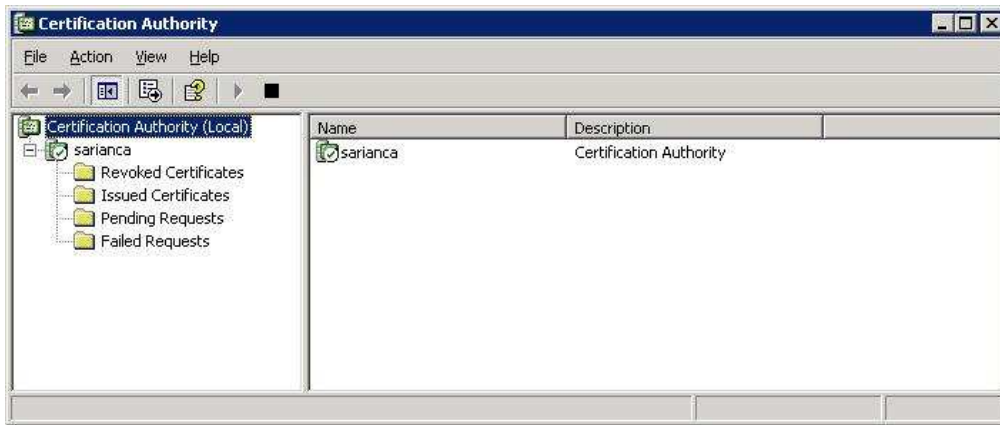 Certification Authority
File Action View Help
Certification Authority (Local)
sarianca
Revoked Certificates
Issued Certificates
Pending Requests
Failed Requests
Name Description
sarianca Certification Authority